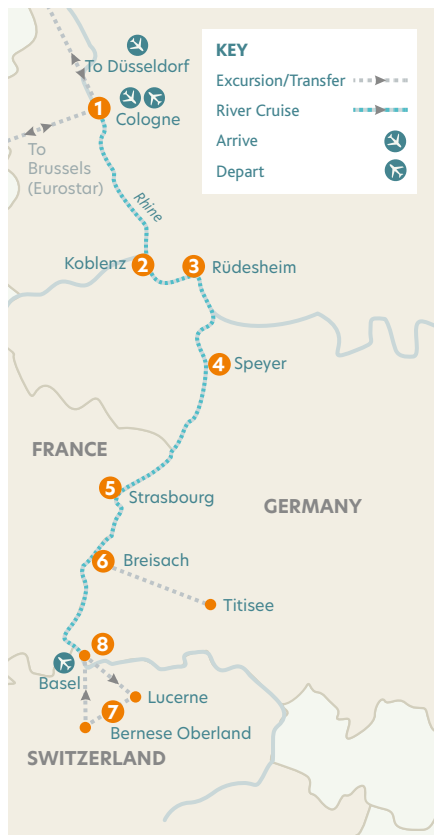 To Düsseldorf
1
Cologne
To
Brussels
(Eurostar)
KEY
Excursion/Transfer
River Cruise
Arrive
Depart
Rhine
Koblenz
2
3
Rüdesheim
4
Speyer
FRANCE
5
Strasbourg
GERMANY
6
Breisach
Titisee
8
Basel
Lucerne
7
Bernese Oberland
SWITZERLAND